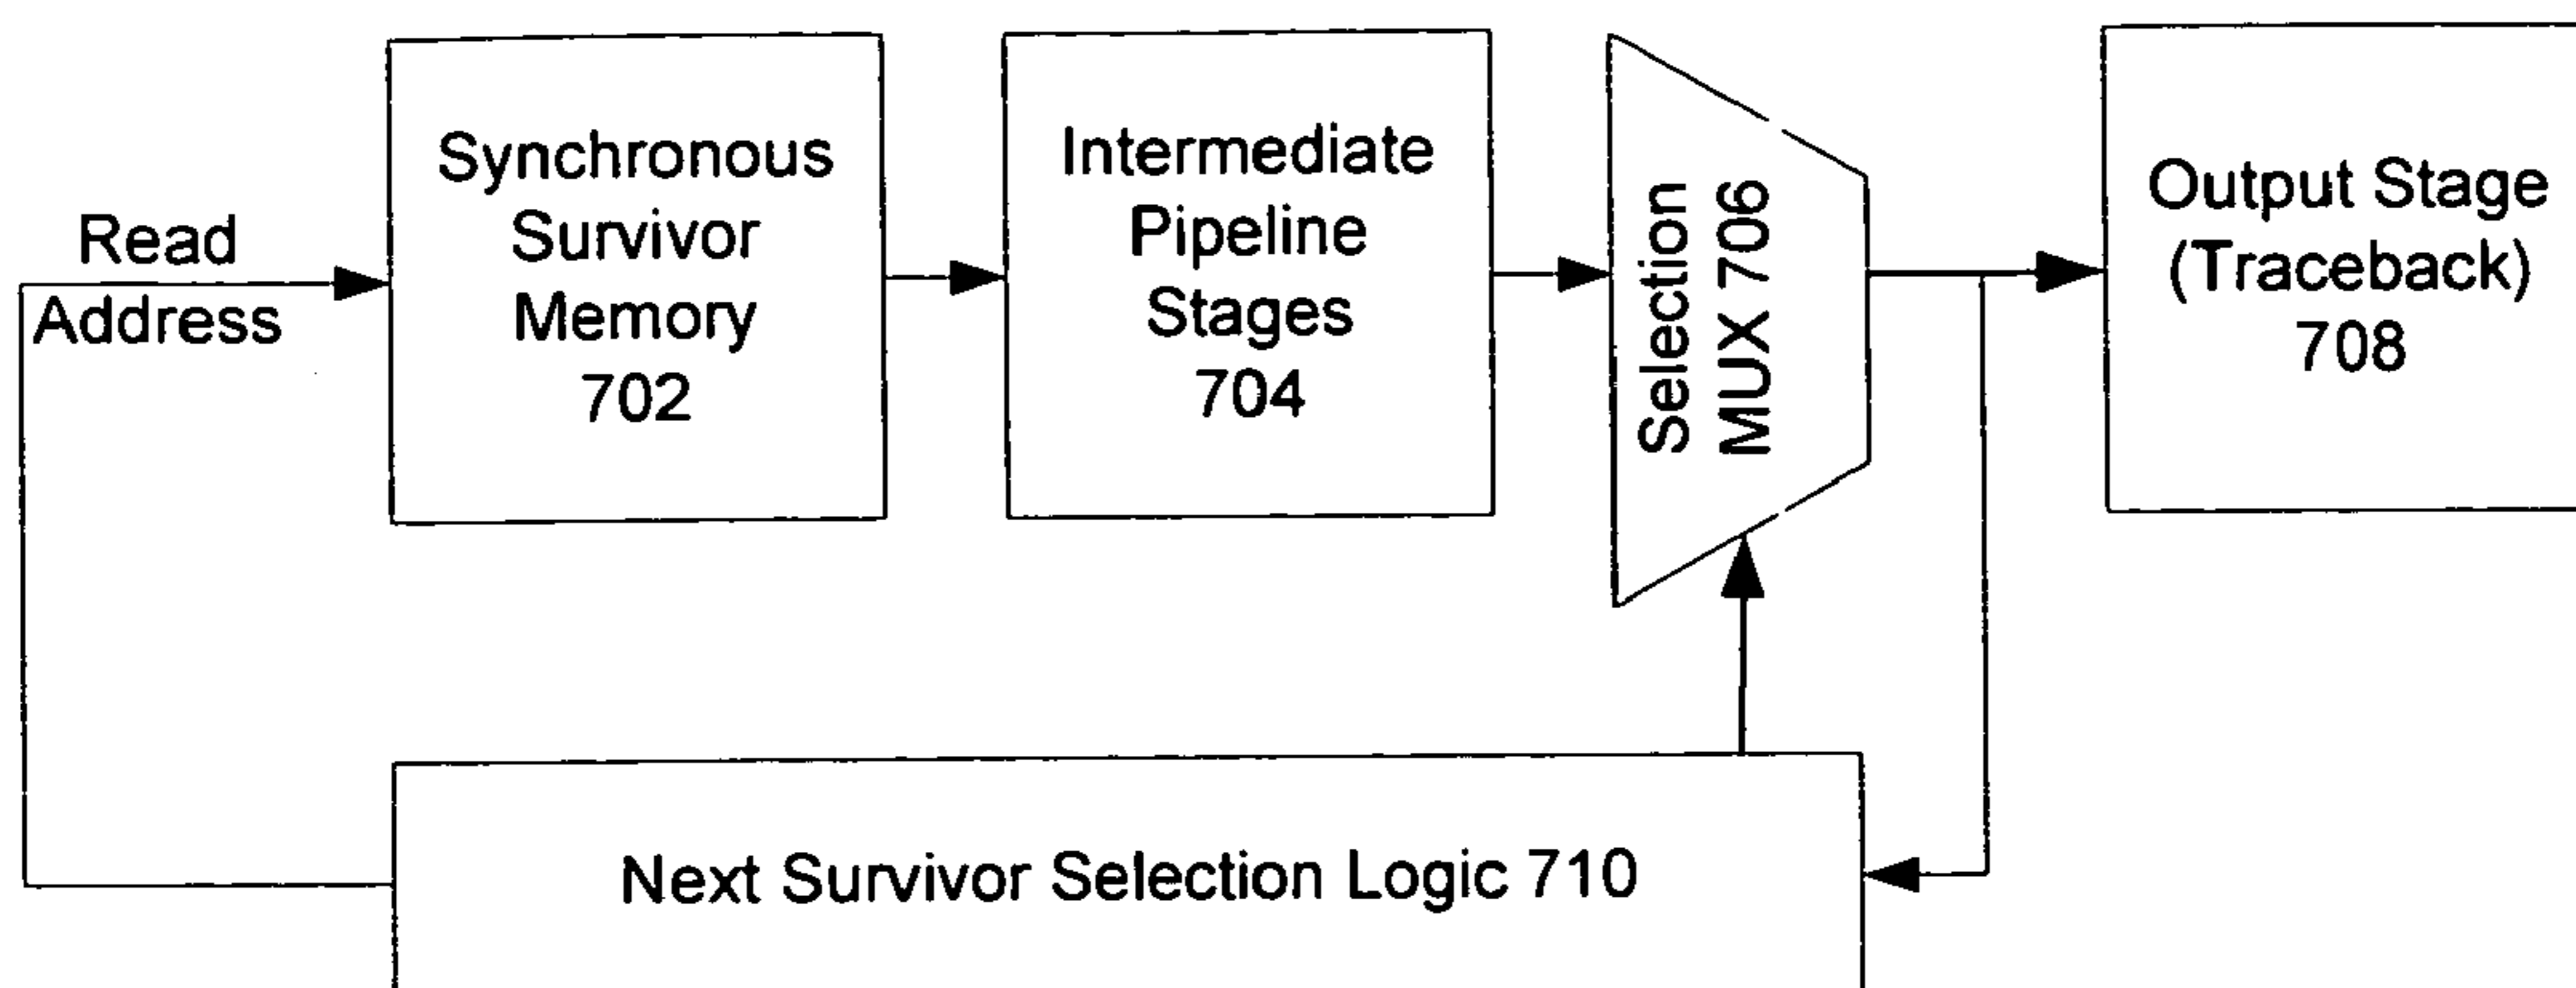 Read
Address
Synchronous
Survivor
Memory
702
Intermediate
Pipeline
Stages
704
Selection
MUX 706
Output Stage
(Traceback)
708
Next Survivor Selection Logic 710